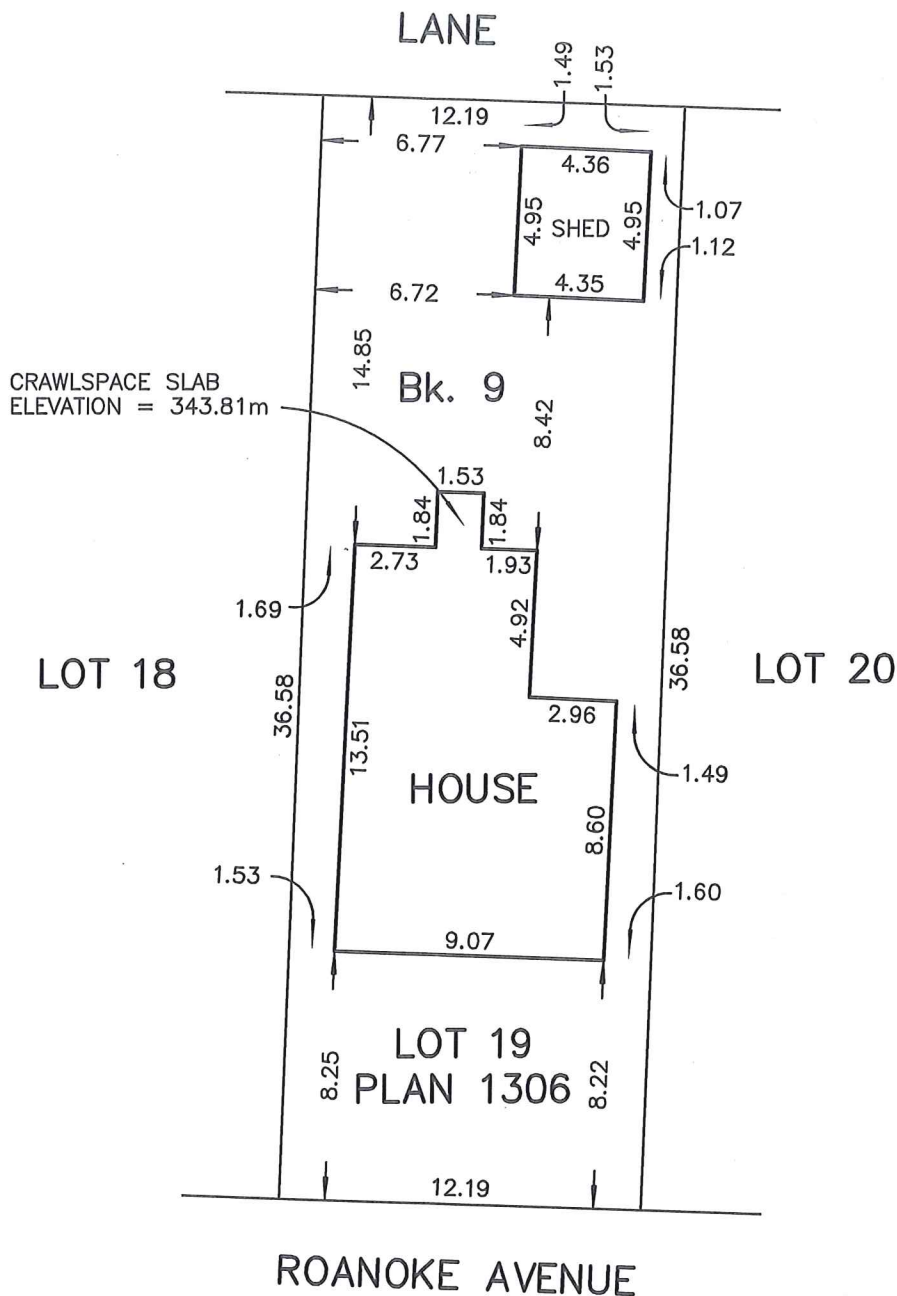 LANE
1.49
1.53
12.19
6.77
4.36
4.95
SHED
4.95
1.07
1.12
6.72
4.35
14.85
CRAWLSPACE SLAB
ELEVATION = 343.81m
Bk. 9
8.42
1.53
1.84
1.84
2.73
1.93
1.69
4.92
LOT 18
36.58
36.58
LOT 20
13.51
2.96
HOUSE
1.49
8.60
1.53
1.60
9.07
LOT 19
PLAN 1306
8.25
8.22
12.19
ROANOKE AVENUE